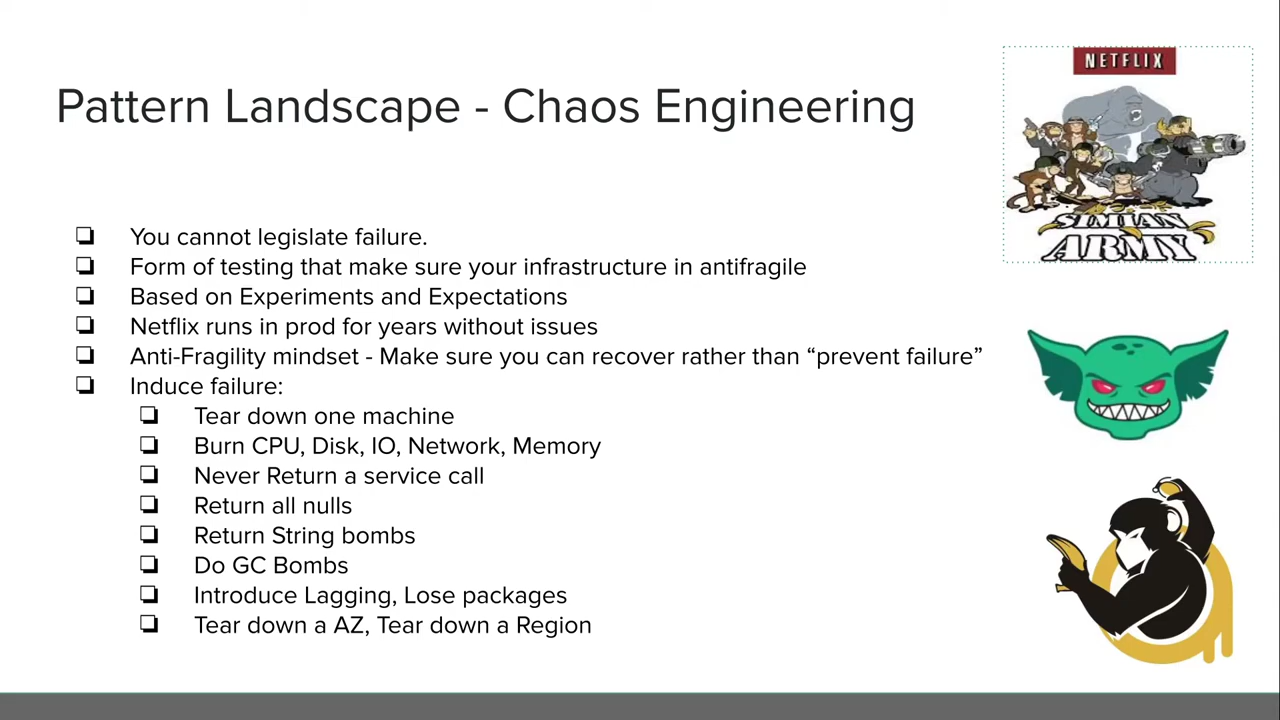 Pattern Landscape - Chaos Engineering
NETFLIX
SIMIAN
ARMY
You cannot legislate failure.
Form of testing that make sure your infrastructure in antifragile
Based on Experiments and Expectations
Netflix runs in prod for years without issues
Anti-Fragility mindset - Make sure you can recover rather than “prevent failure”
Induce failure:
Tear down one machine
Burn CPU, Disk, IO, Network, Memory
Never Return a service call
Return all nulls
Return String bombs
Do GC Bombs
Introduce Lagging, Lose packages
Tear down a AZ, Tear down a Region